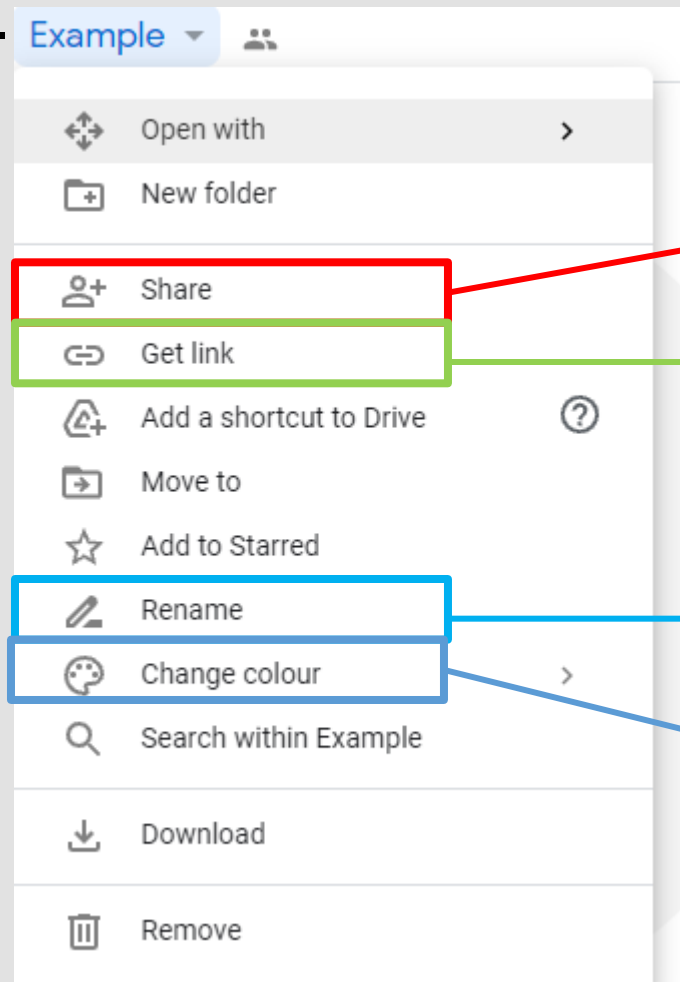 Example
Open with
New folder
Share
Get link
Add a shortcut to Drive
Move to
Add to Starred
Rename
Change colour
Search within Example
Download
Remove